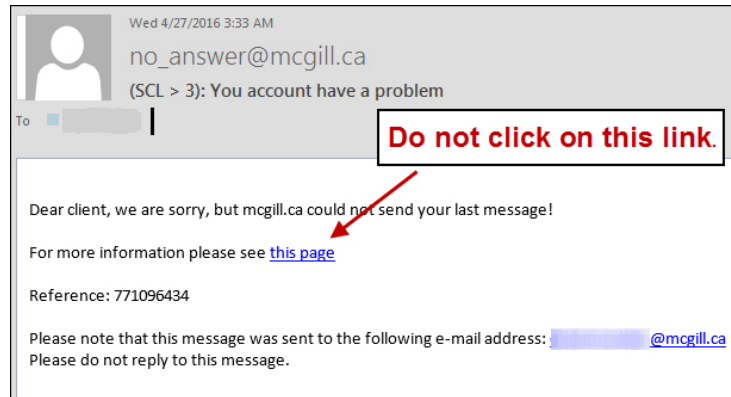 Wed 4/27/2016 3:33 AM
no_answer@mcgill.ca
(SCL > 3): You account have a problem
To
Do not click on this link.
Dear client, we are sorry, but mcgill.ca could not send your last message!
For more information please see this page
Reference: 771096434
Please note that this message was sent to the following e-mail address: @mcgill.ca
Please do not reply to this message.